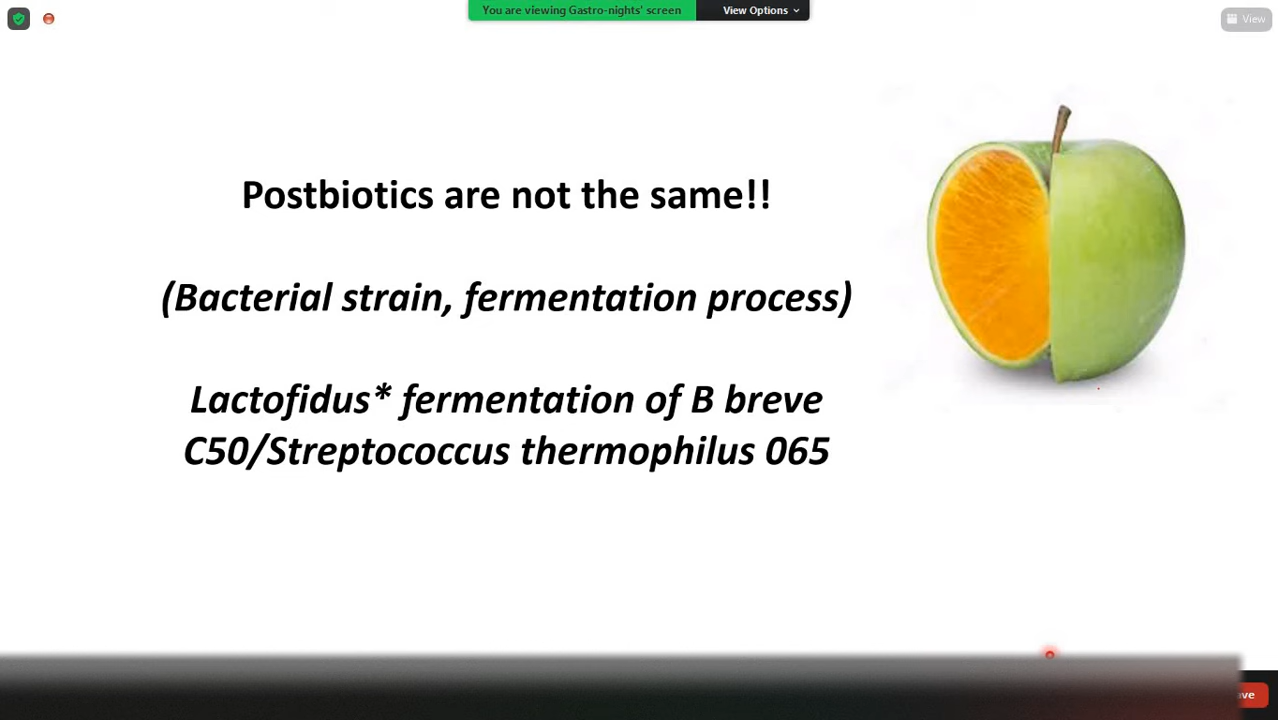 You are viewing Gastro-nights' screen
View Options
View
Postbiotics are not the same!!
(Bacterial strain, fermentation process)
Lactofidus* fermentation of B breve
C50/Streptococcus thermophilus 065